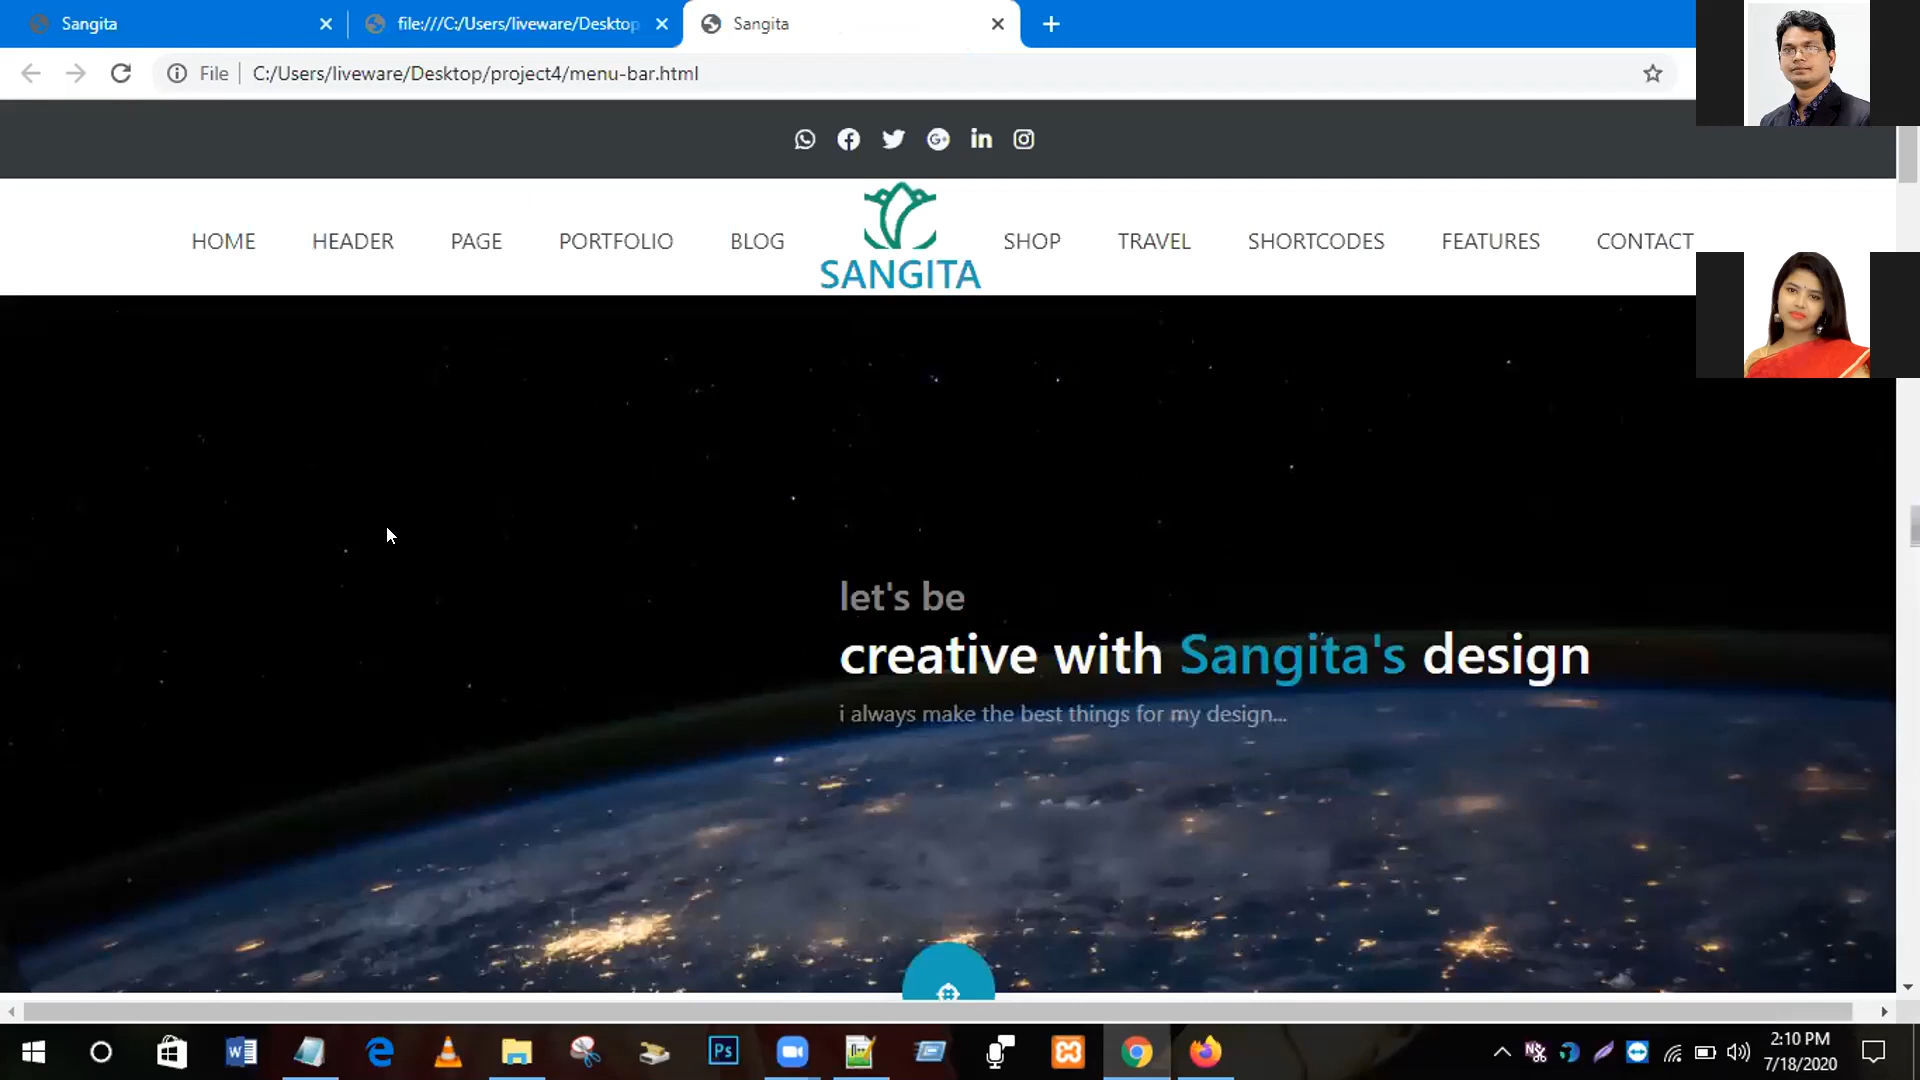 Sangita
file:///C:/Users/liveware/Desktop
Sangita
File
C:/Users/liveware/Desktop/project4/menu-bar.html
HOME HEADER PAGE PORTFOLIO BLOG SANGITA SHOP TRAVEL SHORTCODES FEATURES CONTACT
let's be
creative with Sangita's design
i always make the best things for my design...
2:10 PM
7/18/2020